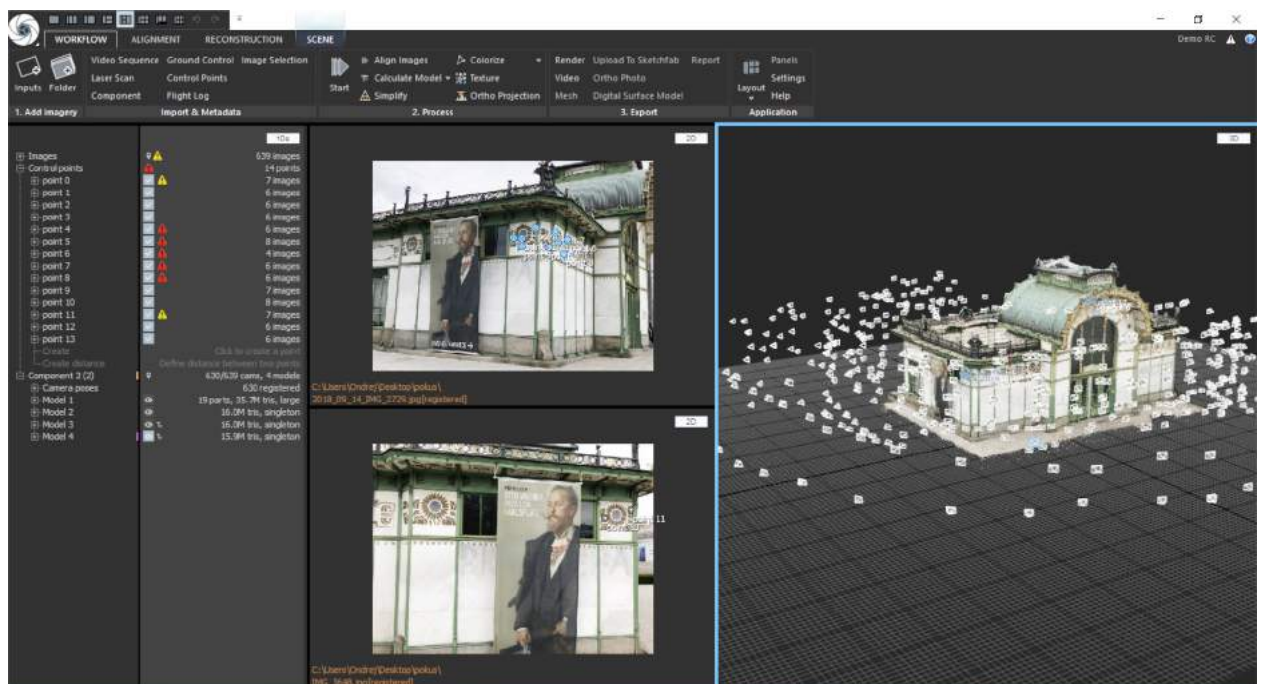 WORKFLOW ALIGNMENT RECONSTRUCTION SCENE Demo RC
Inputs Folder Video Sequence Ground Control Image Selection
Laser Scan Control Points
Component Flight Log
Start Align Images Colorize
Calculate Model Texture
Simplify Ortho Projection
Render Upload To Sketchfab Report
Video Ortho Photo
Mesh Digital Surface Model
Layout Panels
Settings
Help
1. Add imagery Import & Metadata 2. Process 3. Export Application
1Ds
2D
3D
Images 639 images
Control points 14 points
point 0 7 images
point 1 6 images
point 2 6 images
point 3 6 images
point 4 6 images
point 5 8 images
point 6 4 images
point 7 6 images
point 8 6 images
point 9 7 images
point 10 8 images
point 11 7 images
point 12 6 images
point 13 6 images
Create Click to create a point
Create distance Define distance between two points
Component 2 (2) 630/639 cams, 4 models
Camera poses 630 registered
Model 1 19 parts, 35.7M tris, large
Model 2 16.0M tris, singleton
Model 3 16.0M tris, singleton
Model 4 15.9M tris, singleton
C:\Users\Ondrej\Desktop\pokus\
2018_09_14_IMG_2729.jpg[registered]
2D
OTTO WAGNER
point 11
C:\Users\Ondrej\Desktop\pokus\